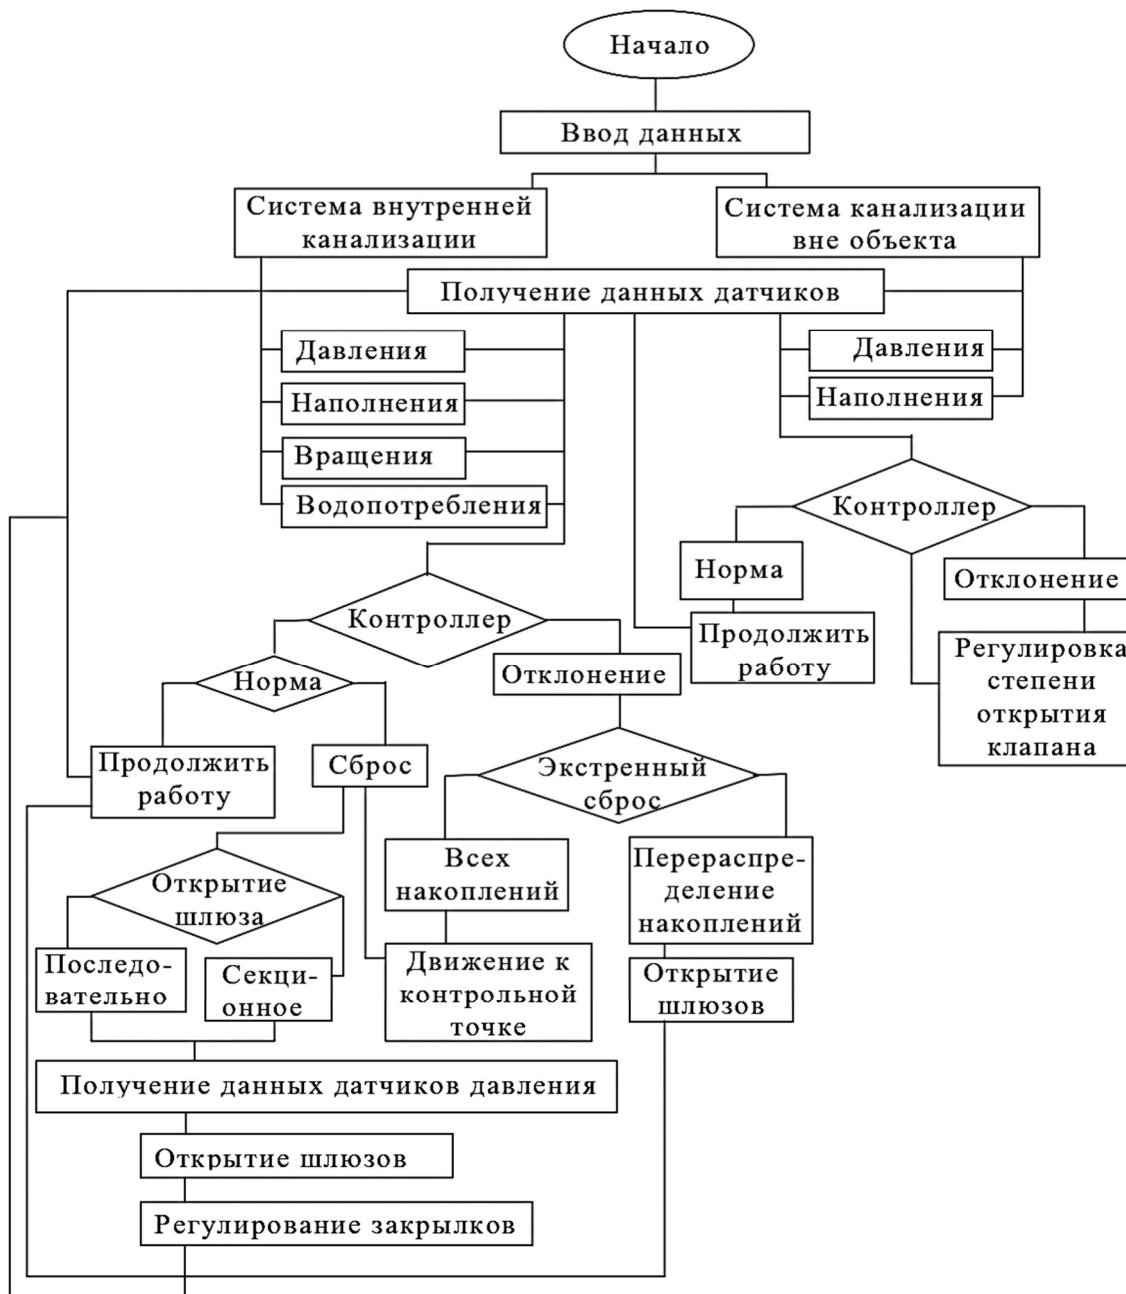 Начало
Ввод данных
Система внутренней
канализации
Система канализации
вне объекта
Получение данных датчиков
Давления
Наполнения
Вращения
Водопотребления
Давления
Наполнения
Контроллер
Норма
Отклонение
Продолжить
работу
Регулировка
степени
открытия
клапана
Контроллер
Норма
Отклонение
Продолжить
работу
Сброс
Экстренный
сброс
Открытие
шлюза
Всех
накоплений
Перераспре-
деление
накоплений
Последо-
вательно
Секци-
онное
Движение к
контрольной
точке
Открытие
шлюзов
Получение данных датчиков давления
Открытие шлюзов
Регулирование закрылков